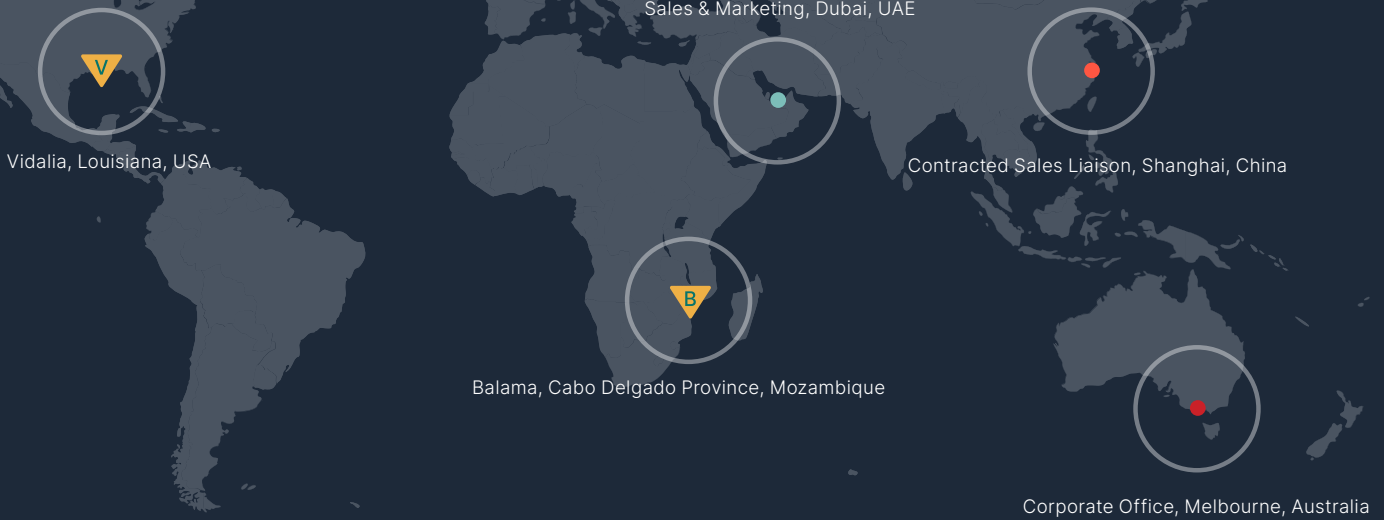 Sales & Marketing, Dubai, UAE
V
Vidalia, Louisiana, USA
Contracted Sales Liaison, Shanghai, China
B
Balama, Cabo Delgado Province, Mozambique
Corporate Office, Melbourne, Australia